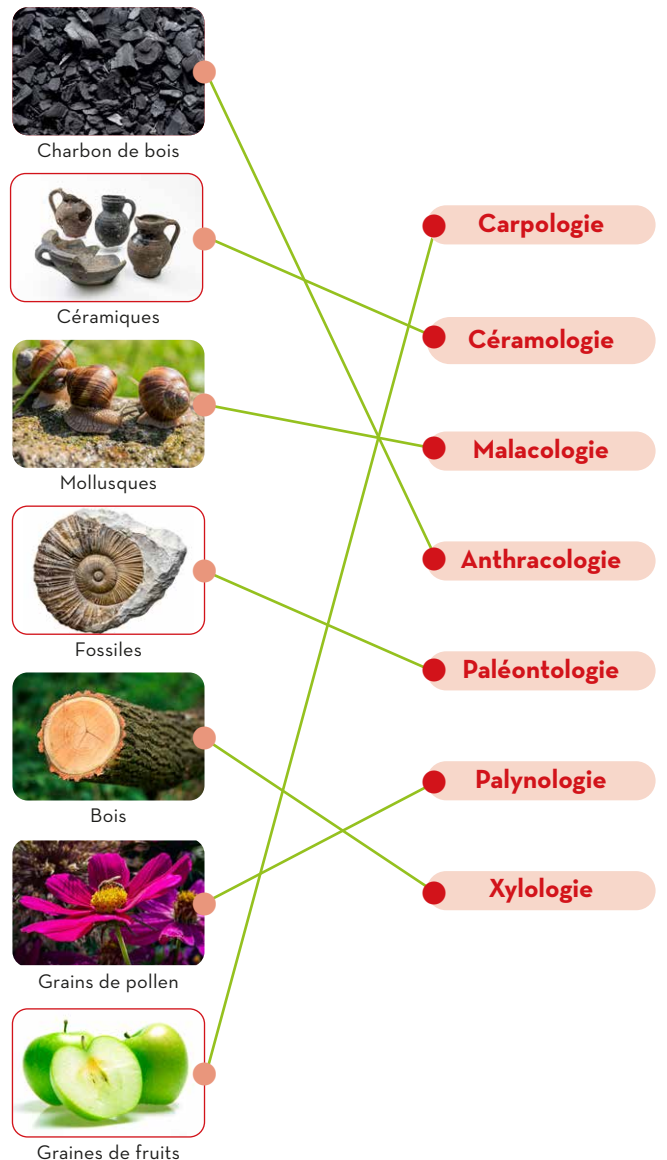 Charbon de bois
Céramiques
Mollusques
Fossiles
Bois
Grains de pollen
Graines de fruits
Carpologie
Céramologie
Malacologie
Anthracologie
Paléontologie
Palynologie
Xylologie